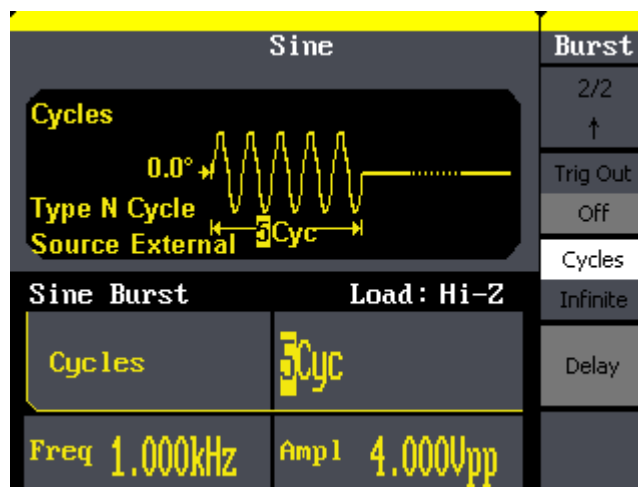 Sine
Burst
Cycles
0.0°
Type N Cycle
Source External
5Cyc
2/2
↑
Trig Out
Off
Cycles
Infinite
Delay
Sine Burst
Load: Hi-Z
Cycles
5Cyc
Freq 1.000kHz
Ampl 4.000Vpp